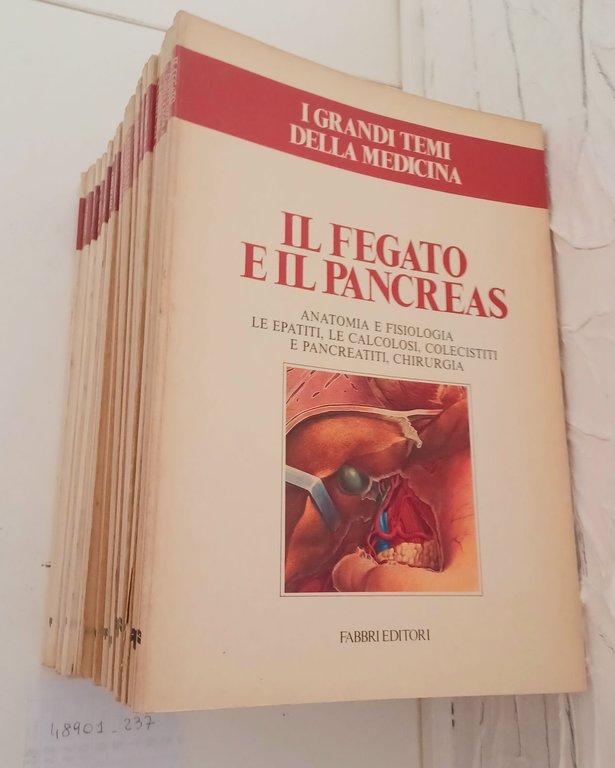 I GRANDI TEMI
DELLA MEDICINA
IL FEGATO
E IL PANCREAS
ANATOMIA E FISIOLOGIA
LE EPATITI, LE CALCOLOSI, COLECISTITI
E PANCREATITI, CHIRURGIA
FABBRI EDITORI
48901_237